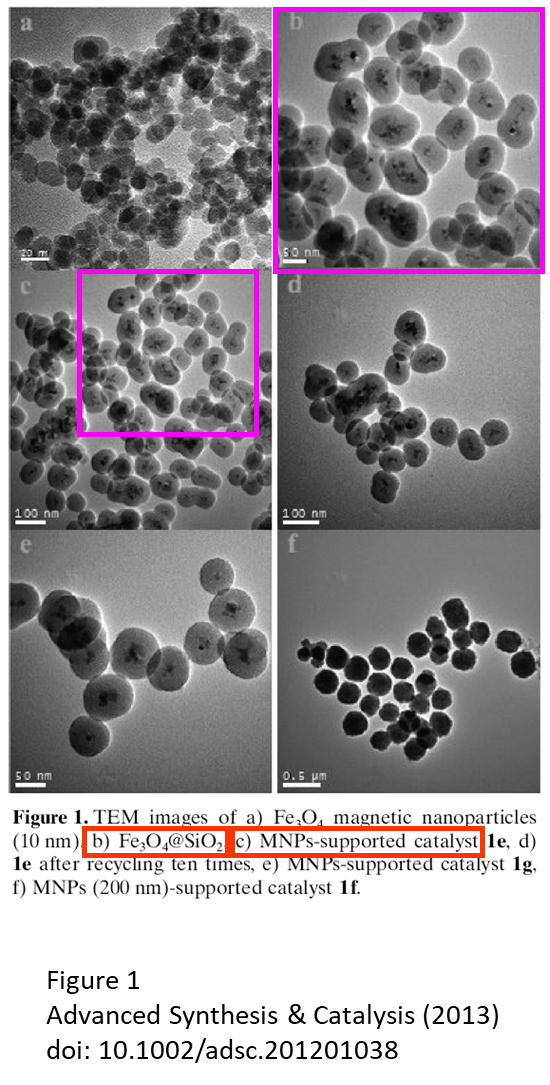 a
b
20 nm
50 nm
c
d
100 nm
100 nm
e
f
50 nm
0.5 µm
Figure 1. TEM images of a) Fe₃O₄ magnetic nanoparticles
(10 nm), b) Fe₃O₄@SiO₂, c) MNPs-supported catalyst 1e, d)
1e after recycling ten times, e) MNPs-supported catalyst 1g,
f) MNPs (200 nm)-supported catalyst 1f.
Figure 1
Advanced Synthesis & Catalysis (2013)
doi: 10.1002/adsc.201201038